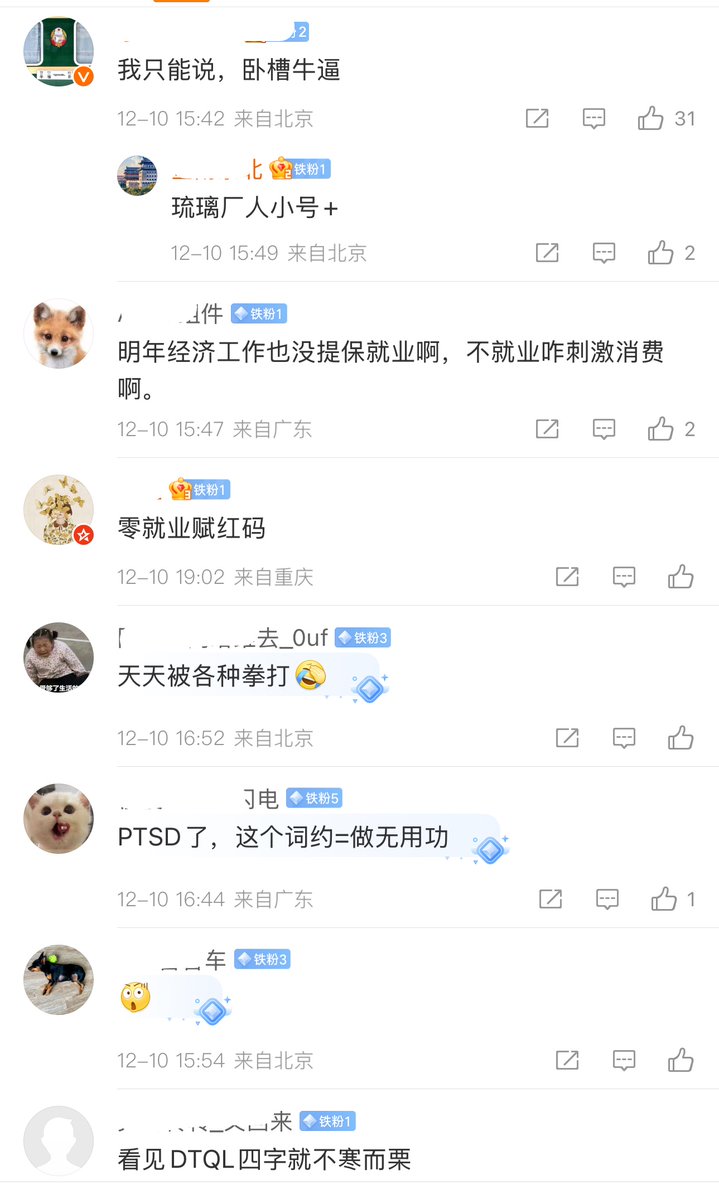 2
我只能说，卧槽牛逼
12-10 15:42 来自北京
31
北
铁粉1
琉璃厂人小号+
12-10 15:49 来自北京
2
件
铁粉1
明年经济工作也没提保就业啊，不就业咋刺激消费
啊。
12-10 15:47 来自广东
2
铁粉1
零就业赋红码
12-10 19:02 来自重庆
去_0uf
铁粉3
天天被各种拳打
12-10 16:52 来自北京
闪电
铁粉5
PTSD了，这个词约=做无用功
12-10 16:44 来自广东
1
车
铁粉3
12-10 15:54 来自北京
来
铁粉1
看见DTQL四字就不寒而栗